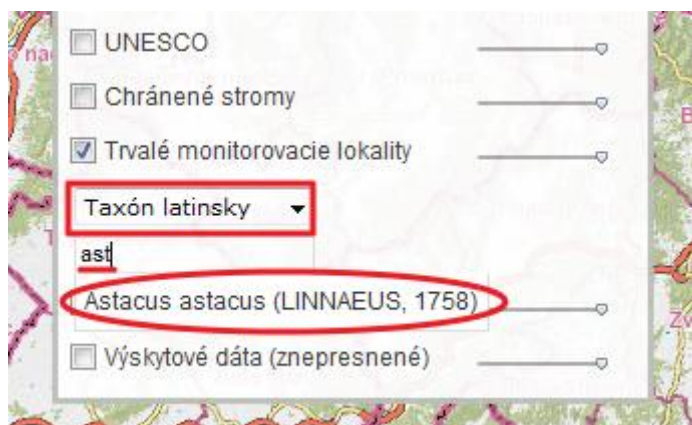 UNESCO
Chránené stromy
Trvalé monitorovacie lokality
Taxón latinsky
ast
Astacus astacus (LINNAEUS, 1758)
Výskytové dáta (znepresnené)